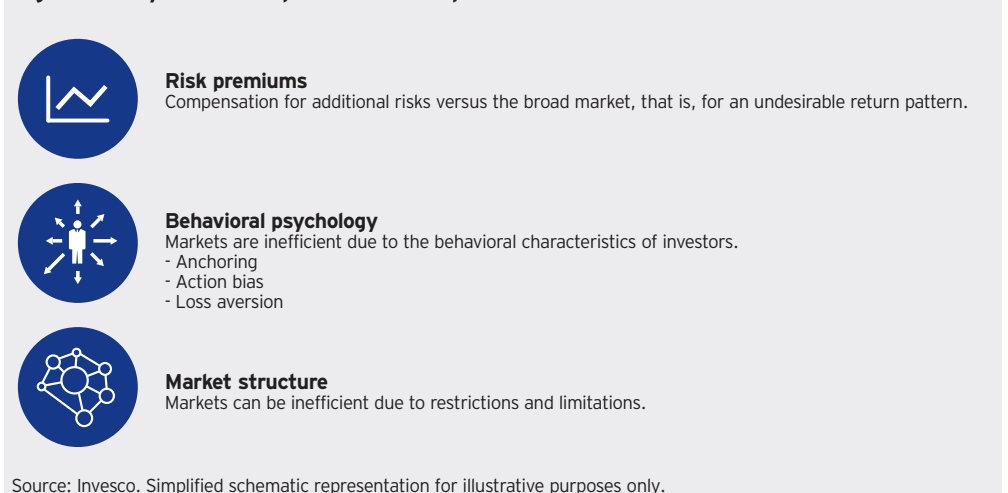 Risk premiums
Compensation for additional risks versus the broad market, that is, for an undesirable return pattern.
Behavioral psychology
Markets are inefficient due to the behavioral characteristics of investors.
- Anchoring
- Action bias
- Loss aversion
Market structure
Markets can be inefficient due to restrictions and limitations.
Source: Invesco. Simplified schematic representation for illustrative purposes only.